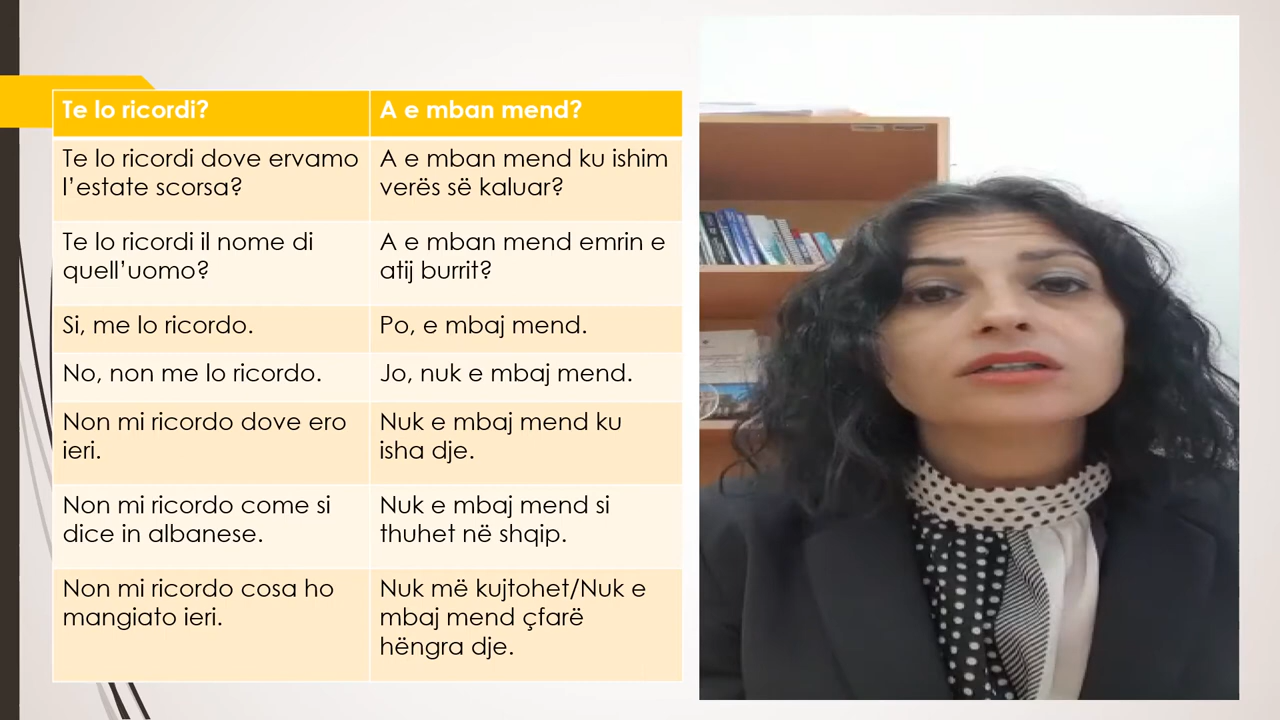 Te lo ricordi?
A e mban mend?
Te lo ricordi dove ervamo
l’estate scorsa?
A e mban mend ku ishim
verës së kaluar?
Te lo ricordi il nome di
quell’uomo?
A e mban mend emrin e
atij burrit?
Si, me lo ricordo.
Po, e mbaj mend.
No, non me lo ricordo.
Jo, nuk e mbaj mend.
Non mi ricordo dove ero
ieri.
Nuk e mbaj mend ku
isha dje.
Non mi ricordo come si
dice in albanese.
Nuk e mbaj mend si
thuhet në shqip.
Non mi ricordo cosa ho
mangiato ieri.
Nuk më kujtohet/Nuk e
mbaj mend çfarë
hëngra dje.